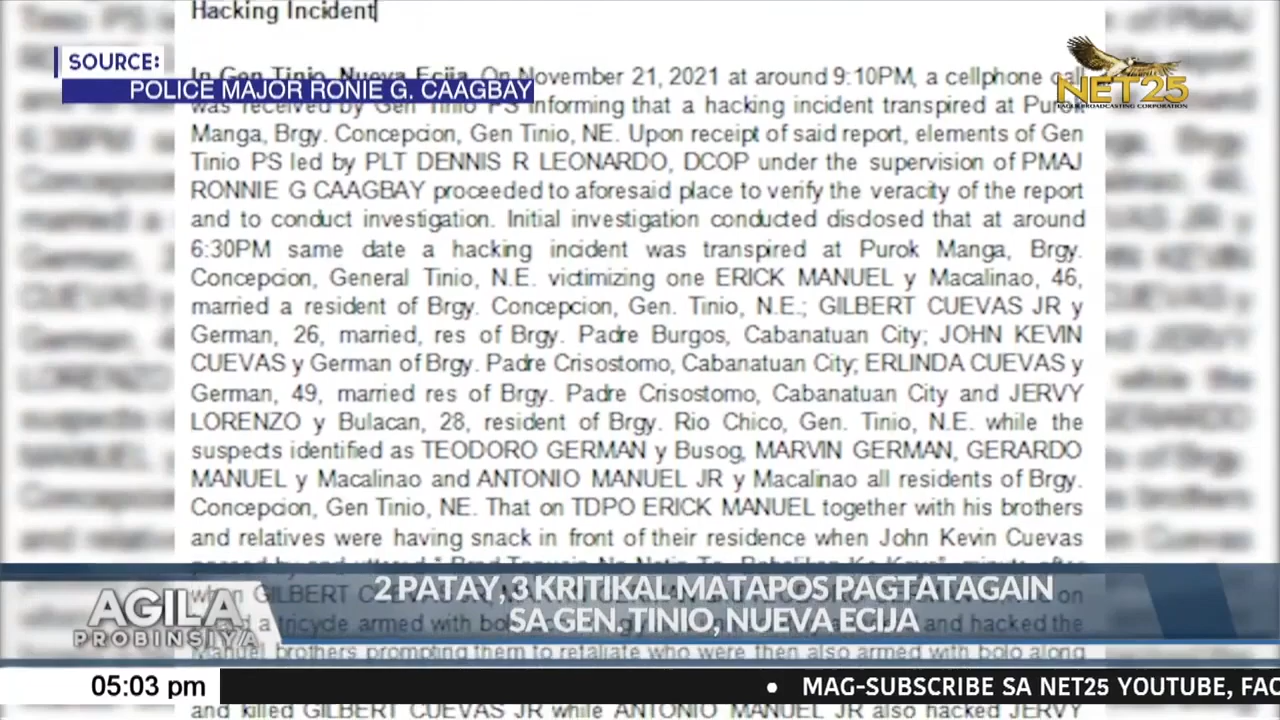 Hacking Incident
SOURCE:
POLICE MAJOR RONIE G. CAAGBAY
NET25
EAGLE BROADCASTING CORPORATION
In Gen Tinio, Nueva Ecija, On November 21, 2021 at around 9:10PM, a cellphone call
was received by Gen Tinio PS informing that a hacking incident transpired at Purok
Manga, Brgy. Concepcion, Gen Tinio, NE. Upon receipt of said report, elements of Gen
Tinio PS led by PLT DENNIS R LEONARDO, DCOP under the supervision of PMAJ
RONNIE G CAAGBAY proceeded to aforesaid place to verify the veracity of the report
and to conduct investigation. Initial investigation conducted disclosed that at around
6:30PM same date a hacking incident was transpired at Purok Manga, Brgy.
Concepcion, General Tinio, N.E. victimizing one ERICK MANUEL y Macalinao, 46,
married a resident of Brgy. Concepcion, Gen. Tinio, N.E.; GILBERT CUEVAS JR y
German, 26, married, res of Brgy. Padre Burgos, Cabanatuan City; JOHN KEVIN
CUEVAS y German of Brgy. Padre Crisostomo, Cabanatuan City; ERLINDA CUEVAS y
German, 49, married res of Brgy. Padre Crisostomo, Cabanatuan City and JERVY
LORENZO y Bulacan, 28, resident of Brgy. Rio Chico, Gen. Tinio, N.E. while the
suspects identified as TEODORO GERMAN y Busog, MARVIN GERMAN, GERARDO
MANUEL y Macalinao and ANTONIO MANUEL JR y Macalinao all residents of Brgy.
Concepcion, Gen Tinio, NE. That on TDPO ERICK MANUEL together with his brothers
and relatives were having snack in front of their residence when John Kevin Cuevas
GILBERT
a tricycle armed with and hacked the
Manuel brothers prompting them to retaliate who were then also armed with bolo along
and killed GILBERT CUEVAS JR while ANTONIO MANUEL JR also hacked JERVY
AGILA
PROBINSIYA
2 PATAY, 3 KRITIKAL MATAPOS PAGTATAGAIN
SA GEN. TINIO, NUEVA ECIJA
05:03 pm
• MAG-SUBSCRIBE SA NET25 YOUTUBE, FAC